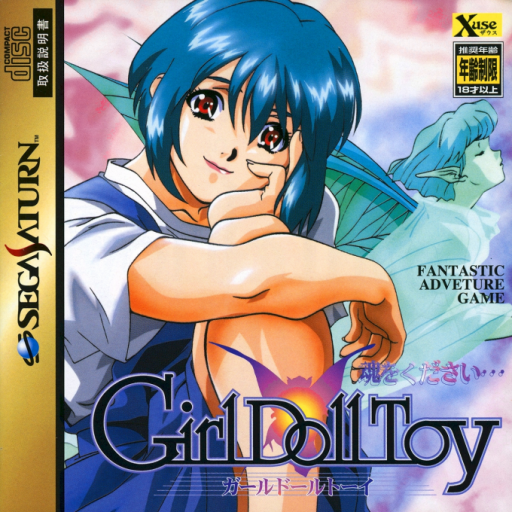 COMPACT
disc
取扱説明書
SEGA SATURN™
Xuse
ザウス
推奨年齢
年齢制限
18才以上
FANTASTIC
ADVETURE
GAME
魂をください…
Girl Doll Toy
ガールドールトーイ